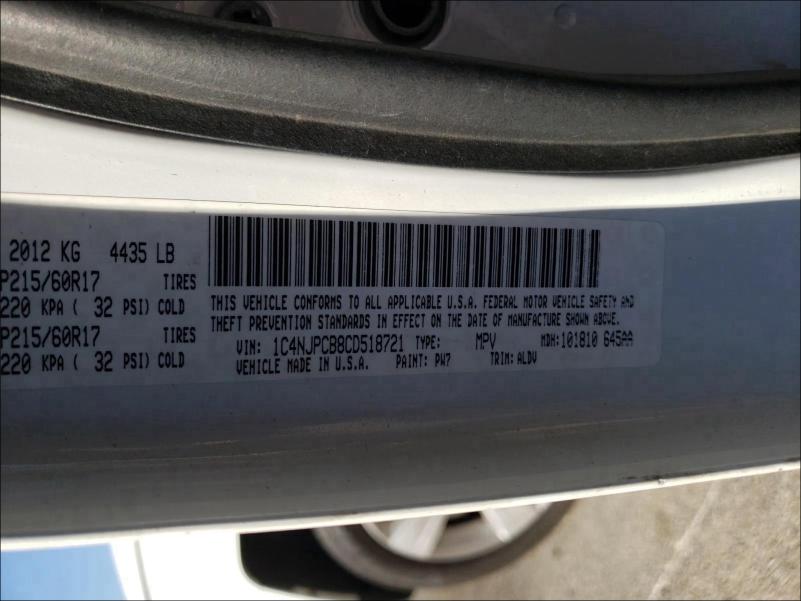 2012 KG 4435 LB
P215/60R17 TIRES
220 KPA ( 32 PSI) COLD
P215/60R17 TIRES
220 KPA ( 32 PSI) COLD
THIS VEHICLE CONFORMS TO ALL APPLICABLE U.S.A. FEDERAL MOTOR VEHICLE SAFETY AND
THEFT PREVENTION STANDARDS IN EFFECT ON THE DATE OF MANUFACTURE SHOWN ABOVE.
VIN: 1C4NJPCB8CD518721 TYPE: MPV MDH:101810 645AA
VEHICLE MADE IN U.S.A. PAINT: PW7 TRIM: ALDV